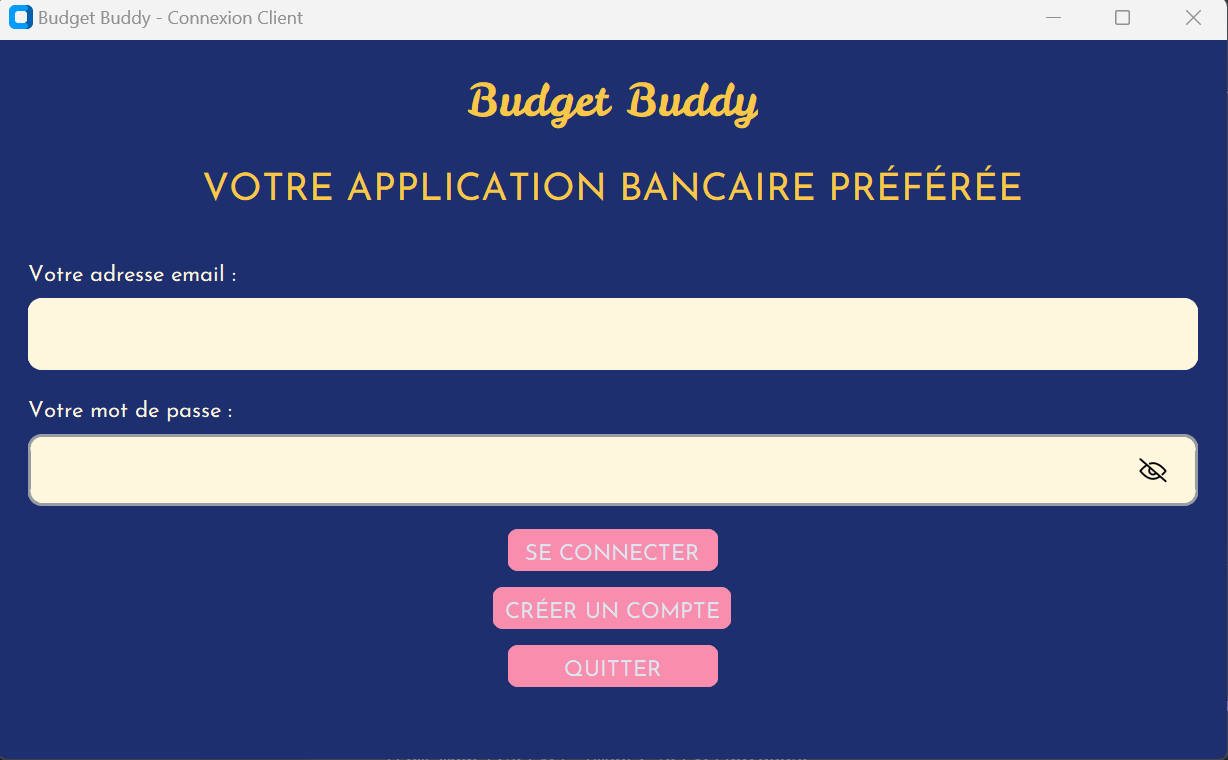 Budget Buddy - Connexion Client
Budget Buddy
VOTRE APPLICATION BANCAIRE PRÉFÉRÉE
Votre adresse email :
Votre mot de passe :
SE CONNECTER
CRÉER UN COMPTE
QUITTER